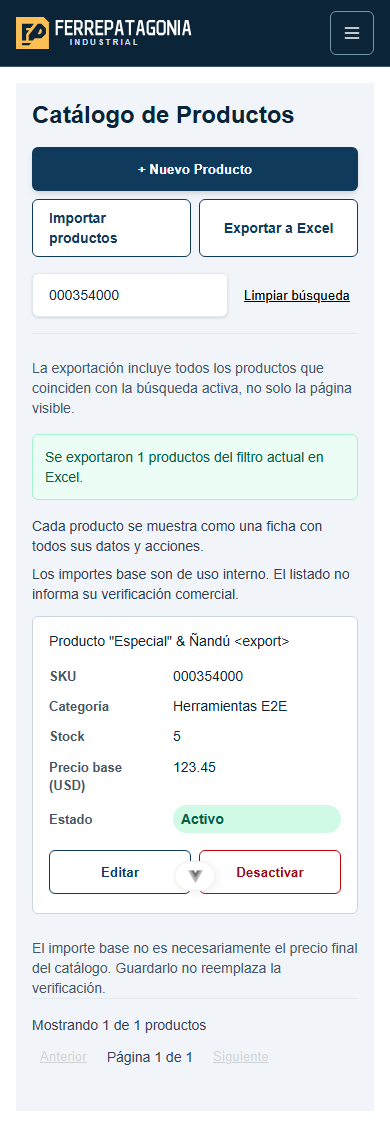 FERREPATAGONIA
INDUSTRIAL
Catálogo de Productos
+ Nuevo Producto
Importar
productos
Exportar a Excel
000354000
Limpiar búsqueda
La exportación incluye todos los productos que
coinciden con la búsqueda activa, no solo la página
visible.
Se exportaron 1 productos del filtro actual en
Excel.
Cada producto se muestra como una ficha con
todos sus datos y acciones.
Los importes base son de uso interno. El listado no
informa su verificación comercial.
Producto "Especial" & Ñandú <export>
SKU 000354000
Categoría Herramientas E2E
Stock 5
Precio base 123.45
(USD)
Estado Activo
Editar Desactivar
El importe base no es necesariamente el precio final
del catálogo. Guardarlo no reemplaza la
verificación.
Mostrando 1 de 1 productos
Anterior Página 1 de 1 Siguiente